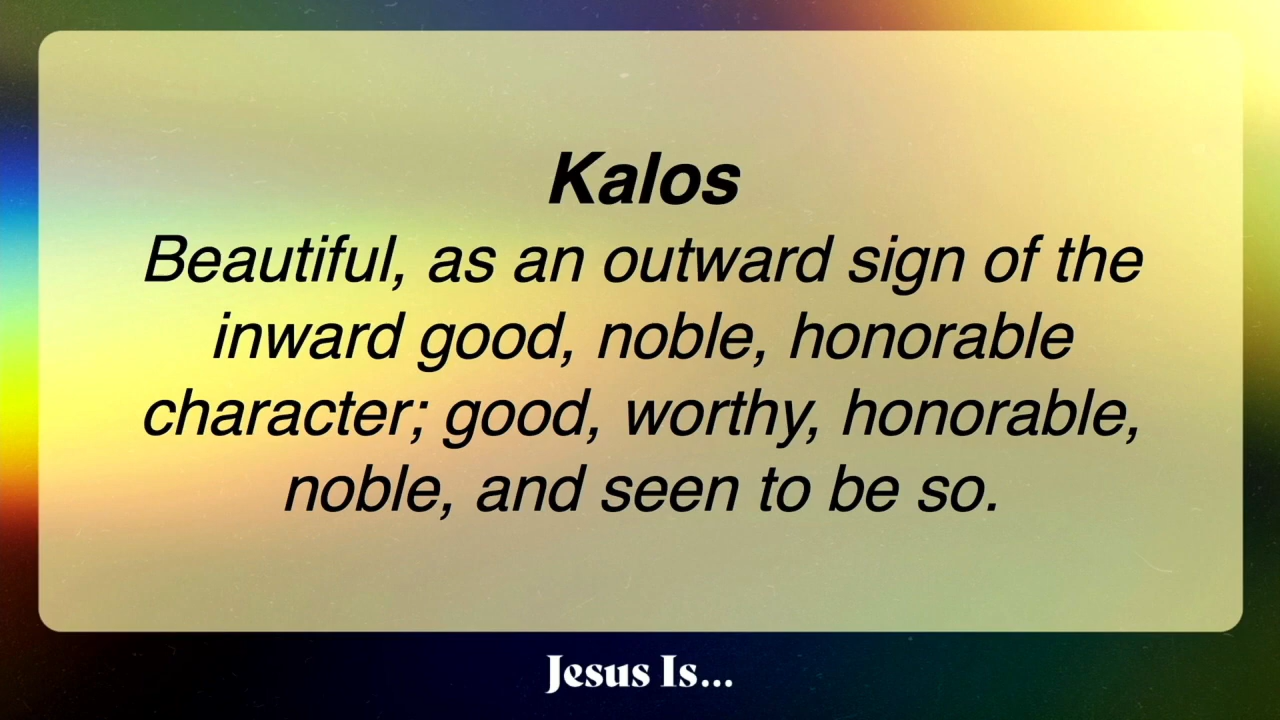 Kalos
Beautiful, as an outward sign of the
inward good, noble, honorable
character; good, worthy, honorable,
noble, and seen to be so.
Jesus Is...